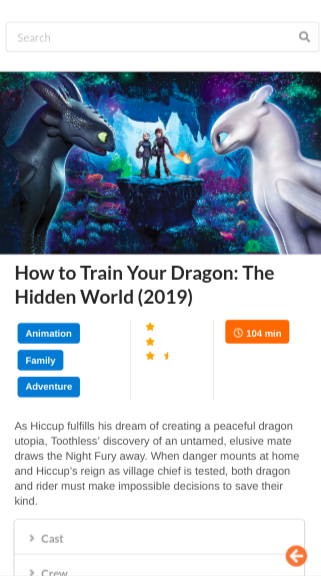 Search
How to Train Your Dragon: The
Hidden World (2019)
Animation
Family
Adventure
104 min
As Hiccup fulfills his dream of creating a peaceful dragon
utopia, Toothless' discovery of an untamed, elusive mate
draws the Night Fury away. When danger mounts at home
and Hiccup's reign as village chief is tested, both dragon
and rider must make impossible decisions to save their
kind.
Cast
Crew